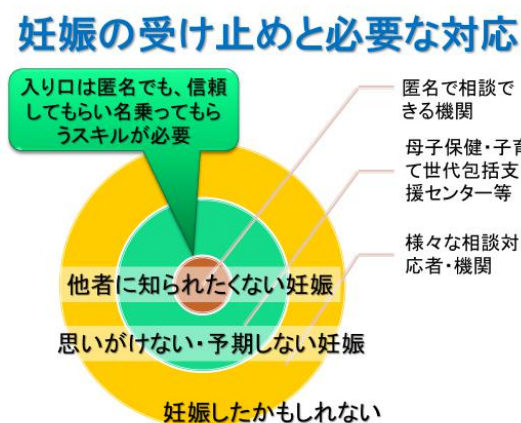 妊娠の受け止めと必要な対応
入り口は匿名でも、信頼
してもらい名乗ってもら
うスキルが必要
匿名で相談で
きる機関
母子保健・子育
て世代包括支
援センター等
様々な相談対
応者・機関
他者に知られたくない妊娠
思いがけない・予期しない妊娠
妊娠したかもしれない